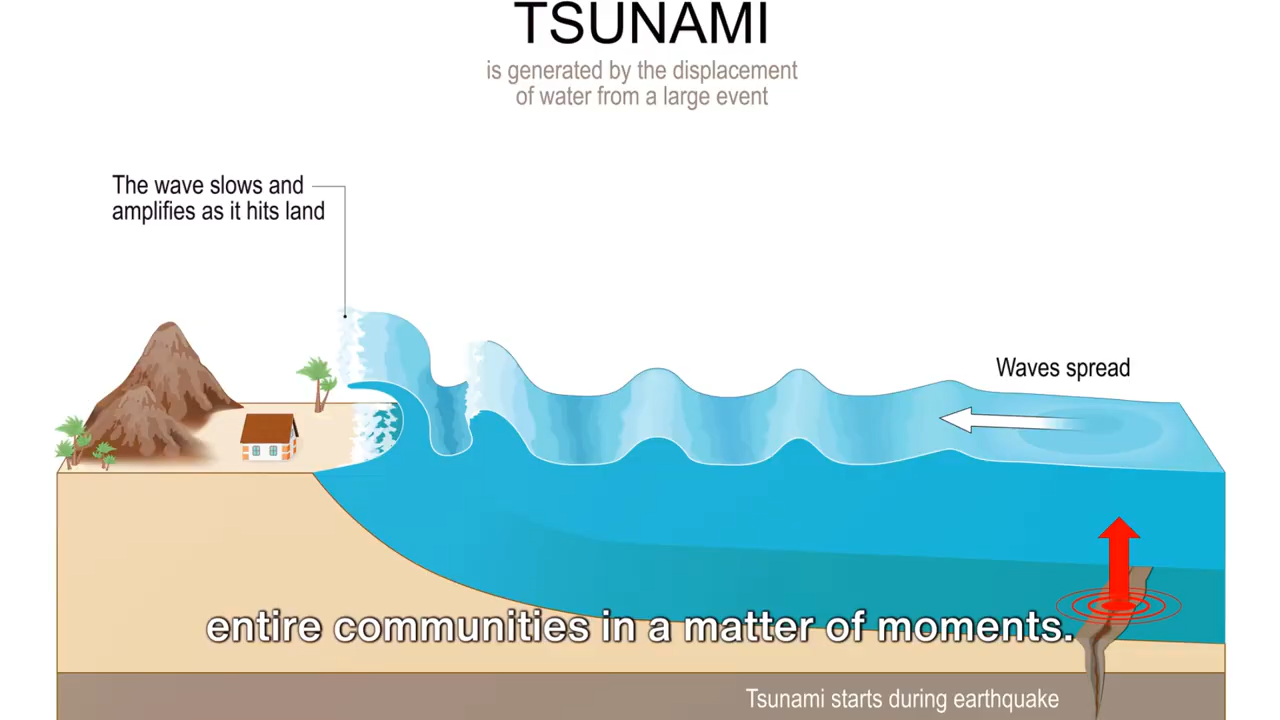 TSUNAMI
is generated by the displacement
of water from a large event
The wave slows and
amplifies as it hits land
Waves spread
entire communities in a matter of moments.
Tsunami starts during earthquake